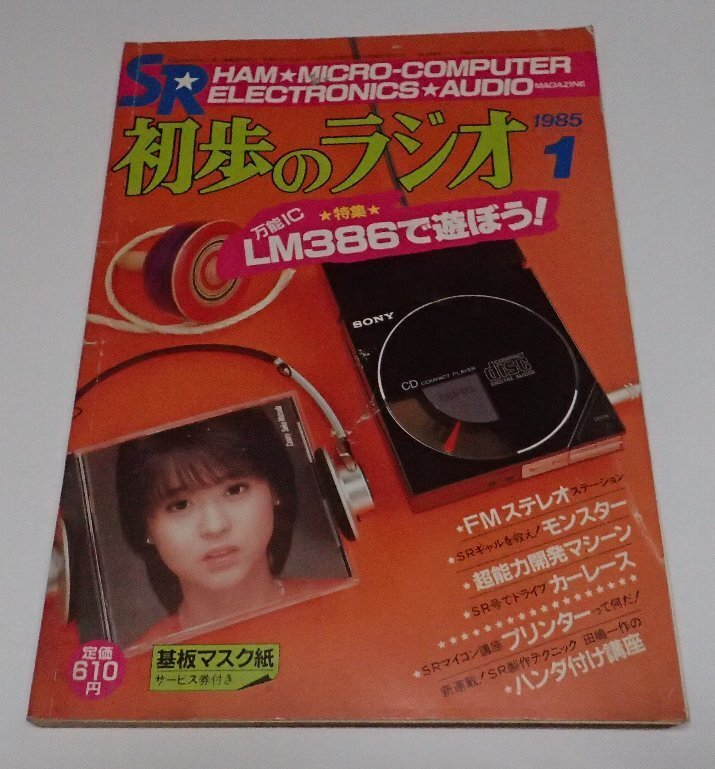 SR
HAM★MICRO-COMPUTER
ELECTRONICS★AUDIO MAGAZINE
初歩のラジオ
1985
1
万能IC ★特集★
LM386で遊ぼう!
SONY
CD COMPACT PLAYER
COMPACT
disc
DIGITAL AUDIO
★FMステレオステーション
SRギャルを救え!モンスター
超能力開発マシーン
★SR号でドライブカーレース
★SRマイコン講座プリンターって何だ!
新連載!SR製作テクニック 田嶋一作の
★ハンダ付け講座
定価
610
円
基板マスク紙
サービス券付き